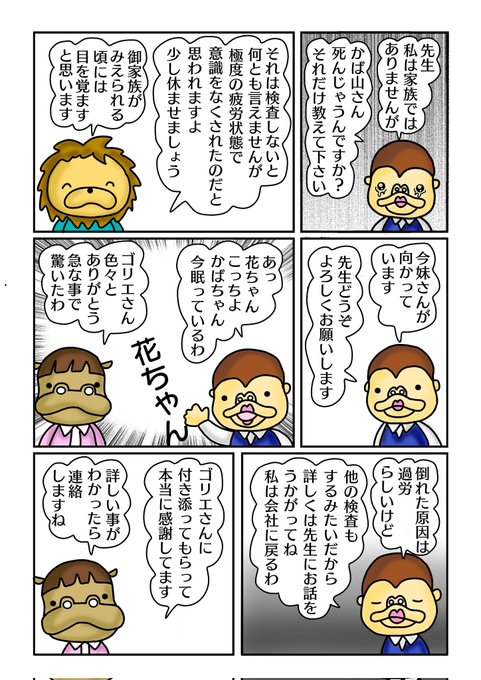 先生
私は家族では
ありませんが
かば山さん
死んじゃうんですか?
それだけ教えて下さい
それは検査しないと
何とも言えませんが
極度の疲労状態で
意識をなくされたのだと
思われますよ
少し休ませましょう
御家族が
みえられる
頃には
目を覚ます
と思います
今妹さんが
向かって
います
先生どうぞ
よろしくお願いします
あっ
花ちゃん
こっちよ
かばちゃん
今眠っているわ
花ちゃん
ゴリエさん
色々と
ありがとう
急な事で
驚いたわ
倒れた原因は
過労
らしいけど
他の検査も
するみたいだから
詳しくは先生にお話を
うかがってね
私は会社に戻るわ
ゴリエさんに
付き添ってもらって
本当に感謝してます
詳しい事が
わかったら
連絡
しますね